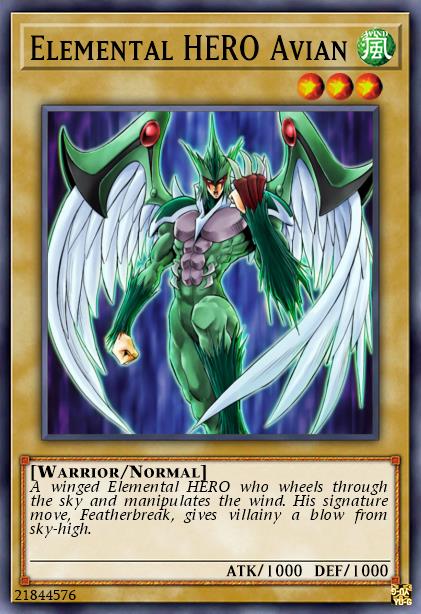 ELEMENTAL HERO AVIAN
WIND
風
[WARRIOR/NORMAL]
A winged Elemental HERO who wheels through
the sky and manipulates the wind. His signature
move, Featherbreak, gives villainy a blow from
sky-high.
ATK/1000 DEF/1000
21844576